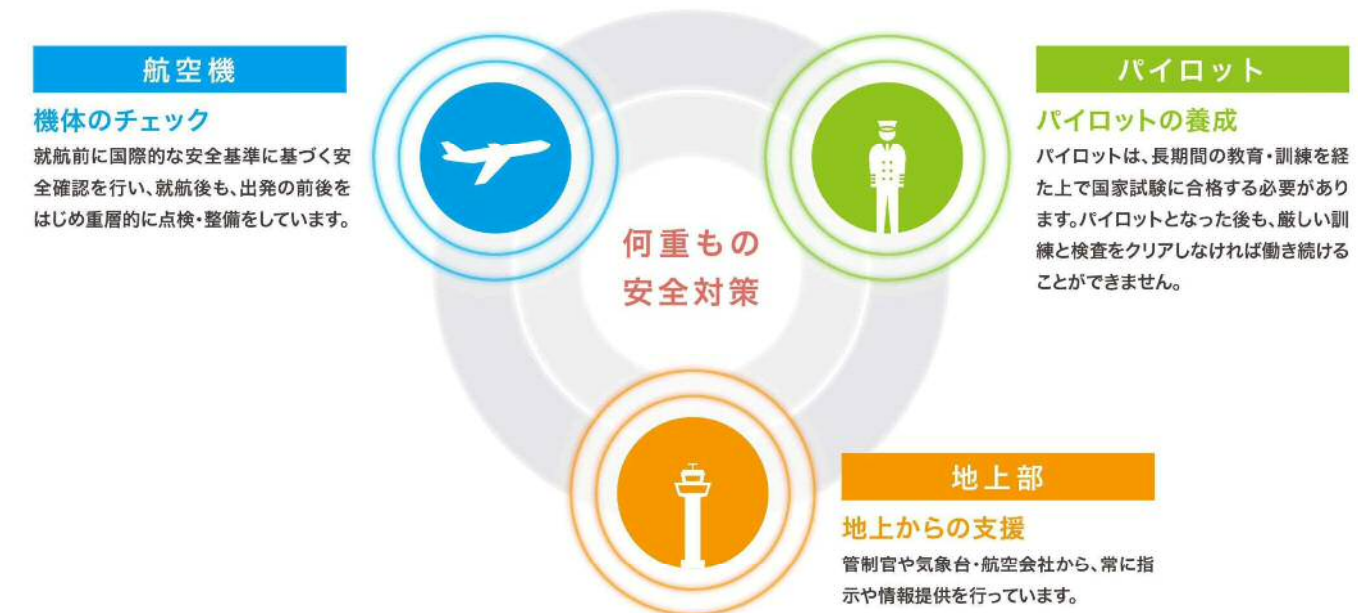 航空機
機体のチェック
就航前に国際的な安全基準に基づく安
全確認を行い、就航後も、出発の前後を
はじめ重層的に点検・整備をしています。
パイロット
パイロットの養成
パイロットは、長期間の教育・訓練を経
た上で国家試験に合格する必要があり
ます。パイロットとなった後も、厳しい訓
練と検査をクリアしなければ働き続ける
ことができません。
何重もの
安全対策
地上部
地上からの支援
管制官や気象台・航空会社から、常に指
示や情報提供を行っています。